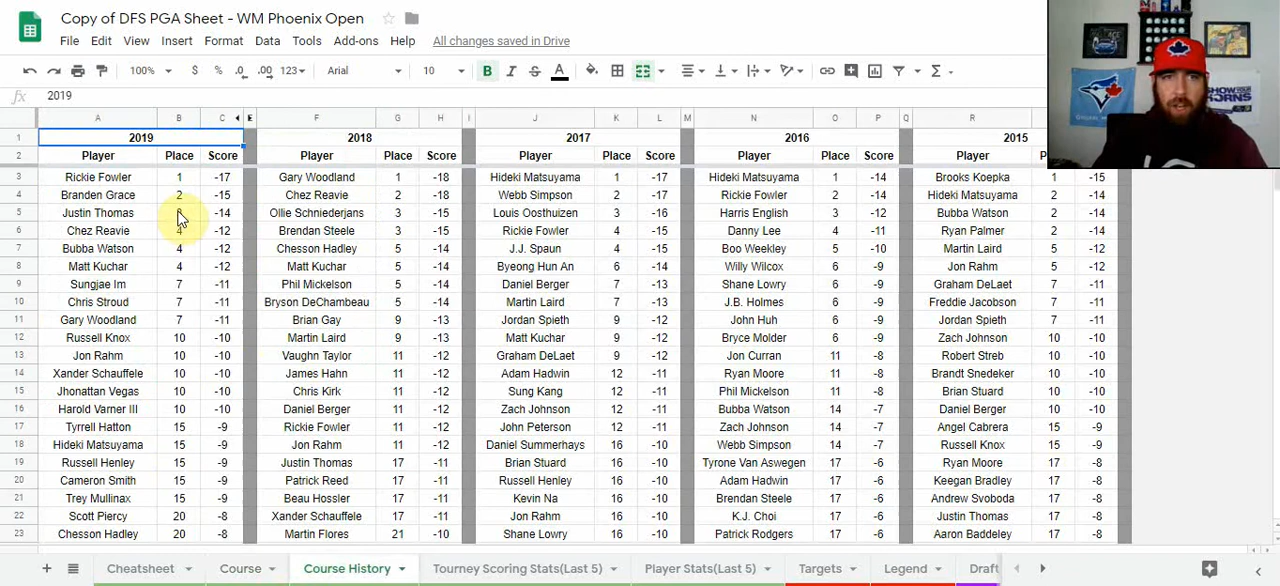 Copy of DFS PGA Sheet - WM Phoenix Open
File Edit View Insert Format Data Tools Add-ons Help All changes saved in Drive
100% $ % .0 .00 123 Arial 10 B I S A Σ
fx 2019
A B C E F G H I J K L M N O P Q R
1 2019 2018 2017 2016 2015
2 Player Place Score Player Place Score Player Place Score Player Place Score Player
3 Rickie Fowler 1 -17 Gary Woodland 1 -18 Hideki Matsuyama 1 -17 Hideki Matsuyama 1 -14 Brooks Koepka 1 -15
4 Branden Grace 2 -15 Chez Reavie 2 -18 Webb Simpson 2 -17 Rickie Fowler 2 -14 Hideki Matsuyama 2 -14
5 Justin Thomas -14 Ollie Schniederjans 3 -15 Louis Oosthuizen 3 -16 Harris English 3 -12 Bubba Watson 2 -14
6 Chez Reavie 4 -12 Brendan Steele 3 -15 Rickie Fowler 4 -15 Danny Lee 4 -11 Ryan Palmer 2 -14
7 Bubba Watson 4 -12 Chesson Hadley 5 -14 J.J. Spaun 4 -15 Boo Weekley 5 -10 Martin Laird 5 -12
8 Matt Kuchar 4 -12 Matt Kuchar 5 -14 Byeong Hun An 6 -14 Willy Wilcox 6 -9 Jon Rahm 5 -12
9 Sungjae Im 7 -11 Phil Mickelson 5 -14 Daniel Berger 7 -13 Shane Lowry 6 -9 Graham DeLaet 7 -11
10 Chris Stroud 7 -11 Bryson DeChambeau 5 -14 Martin Laird 7 -13 J.B. Holmes 6 -9 Freddie Jacobson 7 -11
11 Gary Woodland 7 -11 Brian Gay 9 -13 Jordan Spieth 9 -12 John Huh 6 -9 Jordan Spieth 7 -11
12 Russell Knox 10 -10 Martin Laird 9 -13 Matt Kuchar 9 -12 Bryce Molder 6 -9 Zach Johnson 10 -10
13 Jon Rahm 10 -10 Vaughn Taylor 11 -12 Graham DeLaet 9 -12 Jon Curran 11 -8 Robert Streb 10 -10
14 Xander Schauffele 10 -10 James Hahn 11 -12 Adam Hadwin 12 -11 Ryan Moore 11 -8 Brandt Snedeker 10 -10
15 Jhonattan Vegas 10 -10 Chris Kirk 11 -12 Sung Kang 12 -11 Phil Mickelson 11 -8 Brian Stuard 10 -10
16 Harold Varner III 10 -10 Daniel Berger 11 -12 Zach Johnson 12 -11 Bubba Watson 14 -7 Daniel Berger 10 -10
17 Tyrrell Hatton 15 -9 Rickie Fowler 11 -12 John Peterson 12 -11 Zach Johnson 14 -7 Angel Cabrera 15 -9
18 Hideki Matsuyama 15 -9 Jon Rahm 11 -12 Daniel Summerhays 16 -10 Webb Simpson 14 -7 Russell Knox 15 -9
19 Russell Henley 15 -9 Justin Thomas 17 -11 Brian Stuard 16 -10 Tyrone Van Aswegen 17 -6 Ryan Moore 17 -8
20 Cameron Smith 15 -9 Patrick Reed 17 -11 Russell Henley 16 -10 Adam Hadwin 17 -6 Keegan Bradley 17 -8
21 Trey Mullinax 15 -9 Beau Hossler 17 -11 Kevin Na 16 -10 Brendan Steele 17 -6 Andrew Svoboda 17 -8
22 Scott Piercy 20 -8 Xander Schauffele 17 -11 Jon Rahm 16 -10 K.J. Choi 17 -6 Justin Thomas 17 -8
23 Chesson Hadley 20 -8 Martin Flores 21 -10 Shane Lowry 16 -10 Patrick Rodgers 17 -6 Aaron Baddeley 17 -8
Cheatsheet Course Course History Tourney Scoring Stats(Last 5) Player Stats(Last 5) Targets Legend Draft